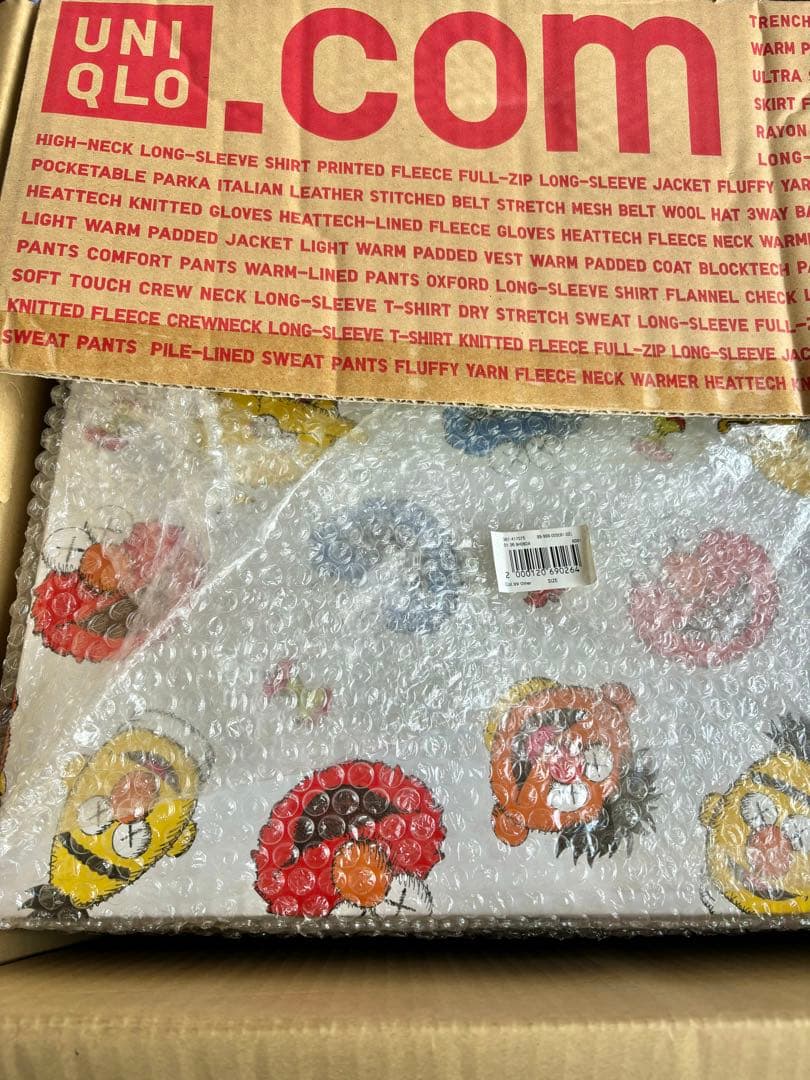 UNI
QLO
.com
HIGH-NECK LONG-SLEEVE SHIRT PRINTED FLEECE FULL-ZIP LONG-SLEEVE JACKET FLUFFY YAR
POCKETABLE PARKA ITALIAN LEATHER STITCHED BELT STRETCH MESH BELT WOOL HAT 3WAY BA
HEATTECH KNITTED GLOVES HEATTECH-LINED FLEECE GLOVES HEATTECH FLEECE NECK WARM
LIGHT WARM PADDED JACKET LIGHT WARM PADDED VEST WARM PADDED COAT BLOCKTECH PA
PANTS COMFORT PANTS WARM-LINED PANTS OXFORD LONG-SLEEVE SHIRT FLANNEL CHECK
SOFT TOUCH CREW NECK LONG-SLEEVE T-SHIRT DRY STRETCH SWEAT LONG-SLEEVE FULL-
KNITTED FLEECE CREWNECK LONG-SLEEVE T-SHIRT KNITTED FLEECE FULL-ZIP LONG-SLEEVE JAC
SWEAT PANTS PILE-LINED SWEAT PANTS FLUFFY YARN FLEECE NECK WARMER HEATTECH KN
TRENCH
WARM P
ULTRA
SKIRT F
RAYON
LONG-
2 000120 690264
SIZE